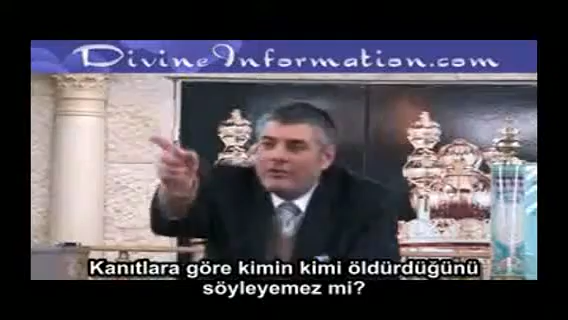 DivineInformation.com
Kanıtlara göre kimin kimi öldürdüğünü
söyleyemez mi?